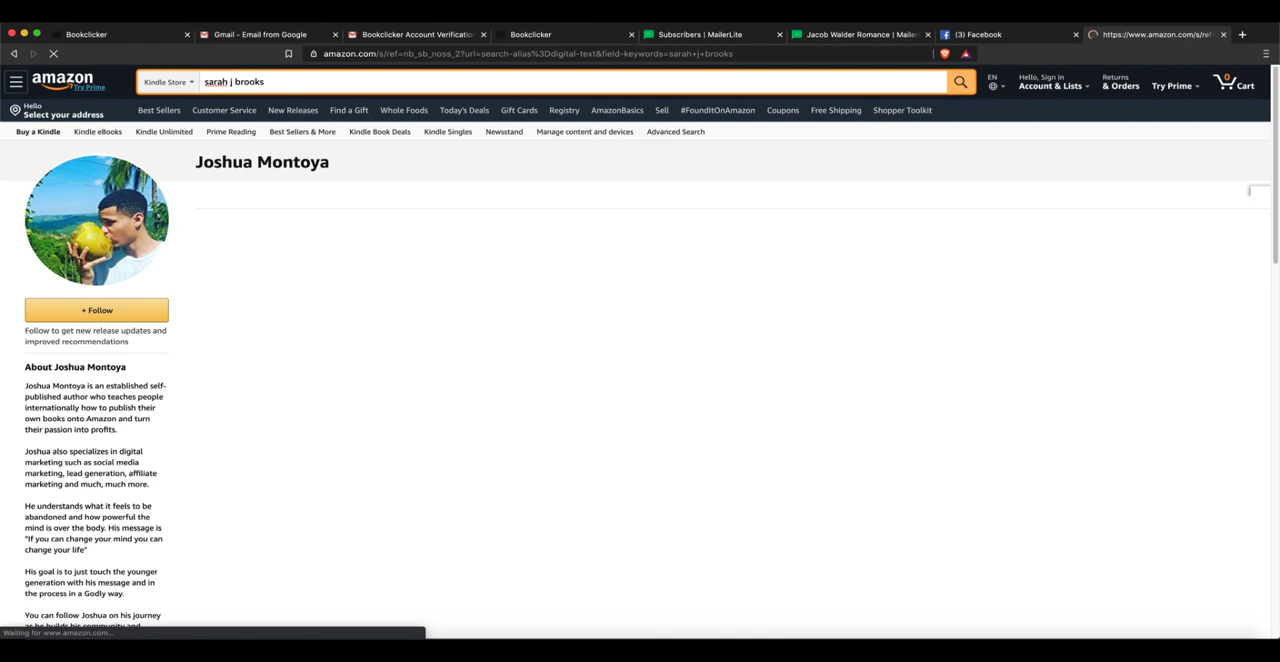 Bookclicker
Gmail - Email from Google
Bookclicker Account Verificatio
Bookclicker
Subscribers | MailerLite
Jacob Walder Romance | Mailer
(3) Facebook
https://www.amazon.com/s/ref=
amazon.com/s/ref=nb_sb_noss_2?url=search-alias%3Ddigital-text&field-keywords=sarah+j+brooks
amazon
Try Prime
Kindle Store
sarah j brooks
EN
Hello, Sign in
Account & Lists
Returns
& Orders
Try Prime
0
Cart
Hello
Select your address
Best Sellers Customer Service New Releases Find a Gift Whole Foods Today's Deals Gift Cards Registry AmazonBasics Sell #FoundItOnAmazon Coupons Free Shipping Shopper Toolkit
Buy a Kindle Kindle eBooks Kindle Unlimited Prime Reading Best Sellers & More Kindle Book Deals Kindle Singles Newsstand Manage content and devices Advanced Search
Joshua Montoya
+ Follow
Follow to get new release updates and
improved recommendations
About Joshua Montoya
Joshua Montoya is an established self-
published author who teaches people
internationally how to publish their
own books onto Amazon and turn
their passion into profits.
Joshua also specializes in digital
marketing such as social media
marketing, lead generation, affiliate
marketing and much, much more.
He understands what it feels to be
abandoned and how powerful the
mind is over the body. His message is
"If you can change your mind you can
change your life"
His goal is to just touch the younger
generation with his message and in
the process in a Godly way.
You can follow Joshua on his journey
as he builds his community and
Waiting for www.amazon.com...